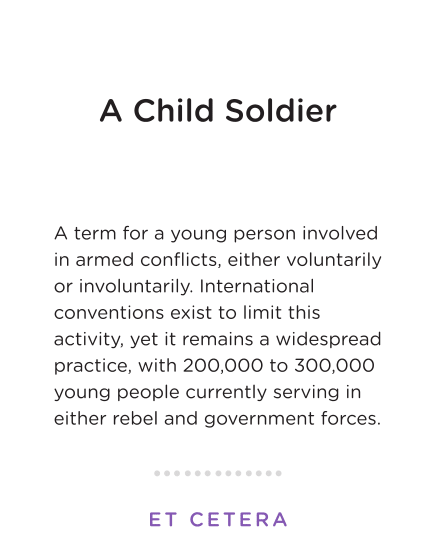 A Child Soldier
A term for a young person involved
in armed conflicts, either voluntarily
or involuntarily. International
conventions exist to limit this
activity, yet it remains a widespread
practice, with 200,000 to 300,000
young people currently serving in
either rebel and government forces.
ET CETERA